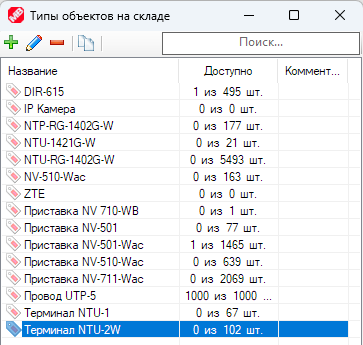 Типы объектов на складе
Поиск...
Название Доступно Коммент...
DIR-615 1 из 495 шт.
IP Камера 0 из 0 шт.
NTP-RG-1402G-W 0 из 177 шт.
NTU-1421G-W 0 из 21 шт.
NTU-RG-1402G-W 0 из 5493 шт.
NV-510-Wac 0 из 163 шт.
ZTE 0 из 0 шт.
Приставка NV 710-WB 0 из 1 шт.
Приставка NV-501 0 из 77 шт.
Приставка NV-501-Wac 1 из 1465 шт.
Приставка NV-510-Wac 0 из 639 шт.
Приставка NV-711-Wac 0 из 2069 шт.
Провод UTP-5 1000 из 1000 ...
Терминал NTU-1 0 из 67 шт.
Терминал NTU-2W 0 из 102 шт.